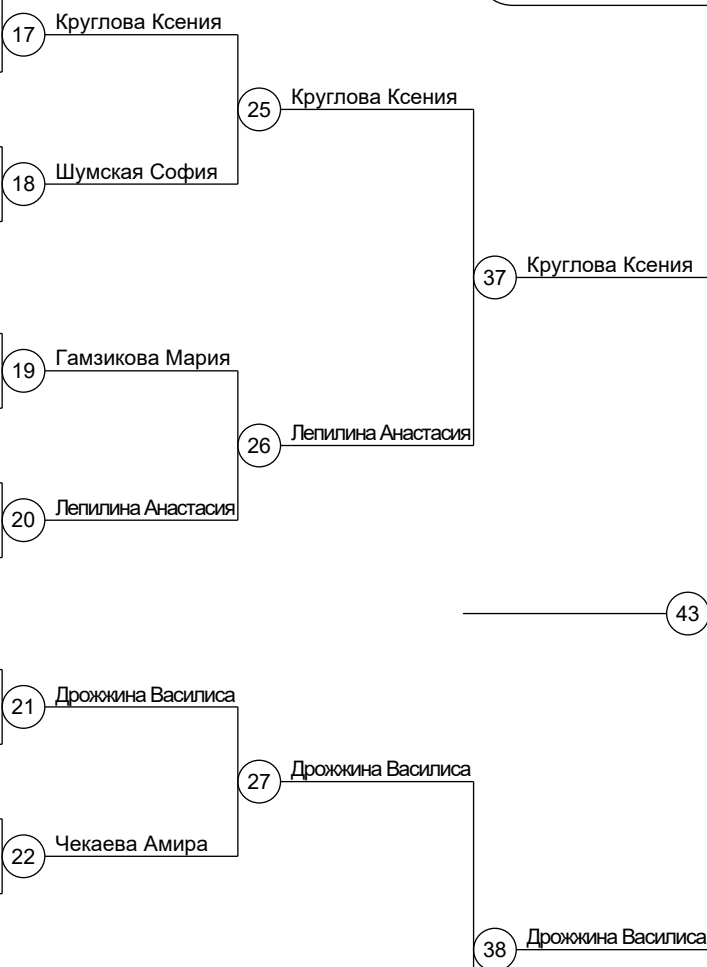 17 Круглова Ксения
25 Круглова Ксения
18 Шумская София
37 Круглова Ксения
19 Гамзикова Мария
26 Лепилина Анастасия
20 Лепилина Анастасия
43
21 Дрожжина Василиса
27 Дрожжина Василиса
22 Чекаева Амира
38 Дрожжина Василиса